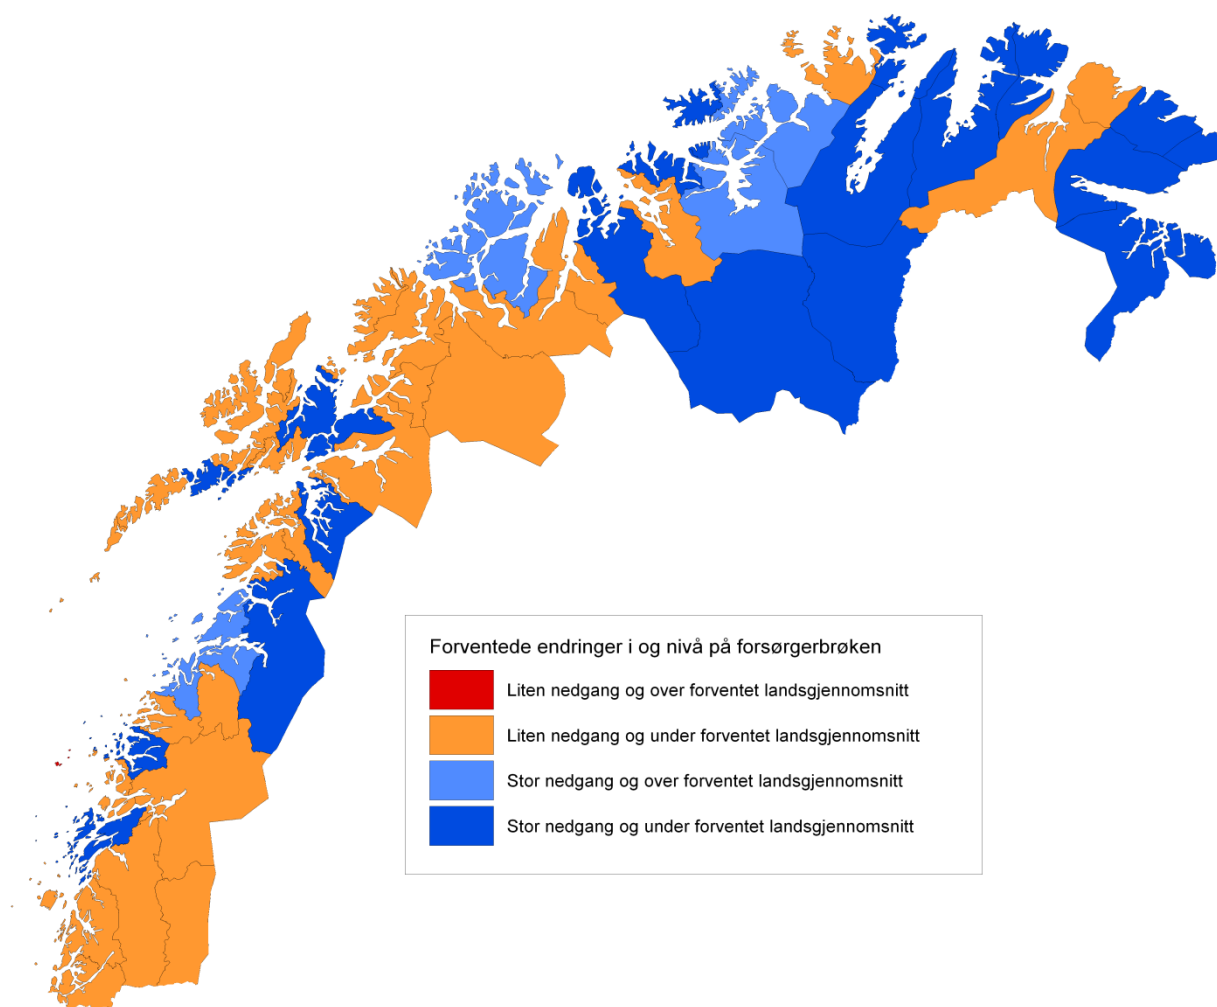 Forventede endringer i og nivå på forsørgerbrøken
Liten nedgang og over forventet landsgjennomsnitt
Liten nedgang og under forventet landsgjennomsnitt
Stor nedgang og over forventet landsgjennomsnitt
Stor nedgang og under forventet landsgjennomsnitt